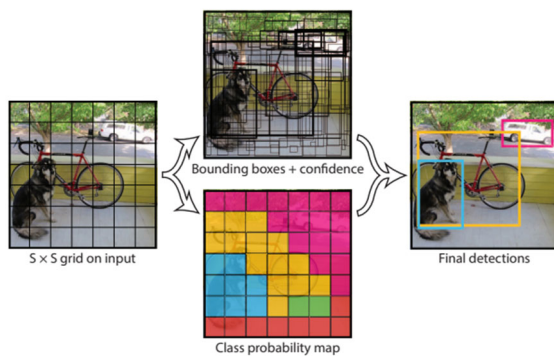 Bounding boxes + confidence
S × S grid on input
Final detections
Class probability map